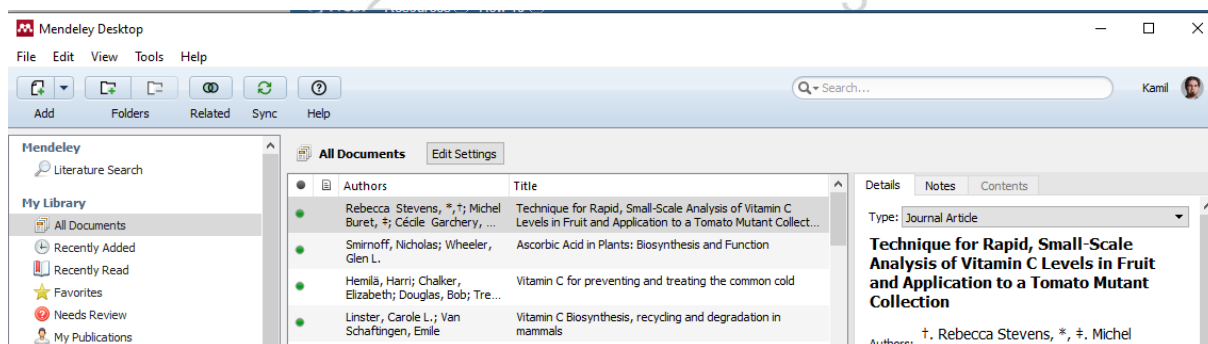 Mendeley Desktop
File Edit View Tools Help
Search...
Kamil
Add Folders Related Sync Help
Mendeley
Literature Search
My Library
All Documents
Recently Added
Recently Read
Favorites
Needs Review
My Publications
All Documents Edit Settings
Authors Title
Rebecca Stevens, *,†; Michel Technique for Rapid, Small-Scale Analysis of Vitamin C
Buret, ‡; Cécile Garchery, ... Levels in Fruit and Application to a Tomato Mutant Collect...
Smirnoff, Nicholas; Wheeler, Ascorbic Acid in Plants: Biosynthesis and Function
Glen L.
Hemilä, Harri; Chalker, Vitamin C for preventing and treating the common cold
Elizabeth; Douglas, Bob; Tre...
Linster, Carole L.; Van Vitamin C Biosynthesis, recycling and degradation in
Schaftingen, Emile mammals
Details Notes Contents
Type: Journal Article
Technique for Rapid, Small-Scale
Analysis of Vitamin C Levels in Fruit
and Application to a Tomato Mutant
Collection
Authors: †. Rebecca Stevens, *, ‡. Michel